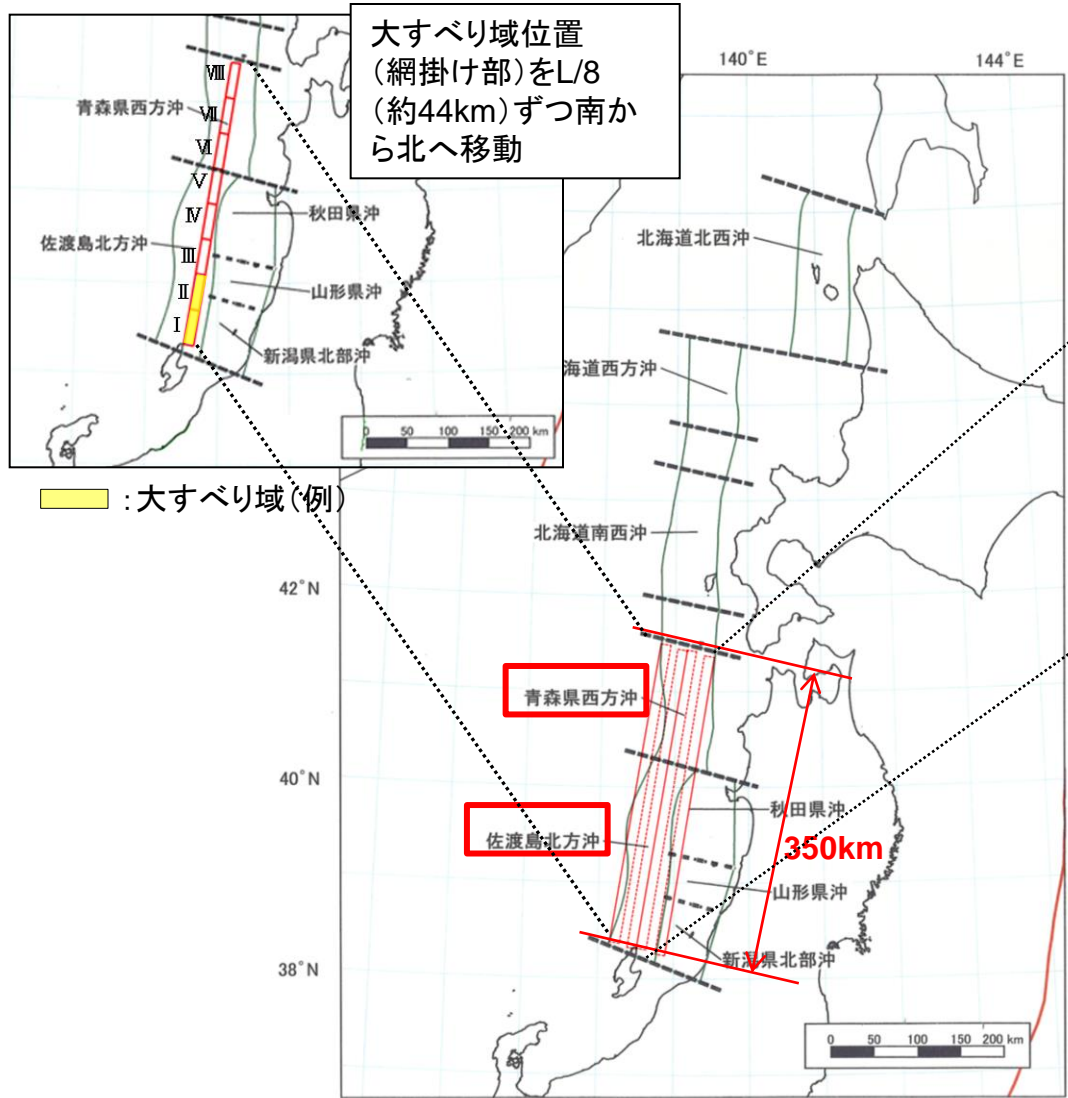 大すべり域位置
(網掛け部)をL/8
(約44km)ずつ南か
ら北へ移動
Ⅷ
青森県西方沖
Ⅶ
Ⅵ
Ⅴ
Ⅳ
秋田県沖
佐渡島北方沖
Ⅲ
Ⅱ
山形県沖
Ⅰ
新潟県北部沖
0 50 100 150 200 km
:大すべり域(例)
140°E
144°E
北海道北西沖
海道西方沖
北海道南西沖
42°N
青森県西方沖
40°N
秋田県沖
佐渡島北方沖
350km
山形県沖
新潟県北部沖
38°N
0 50 100 150 200 km